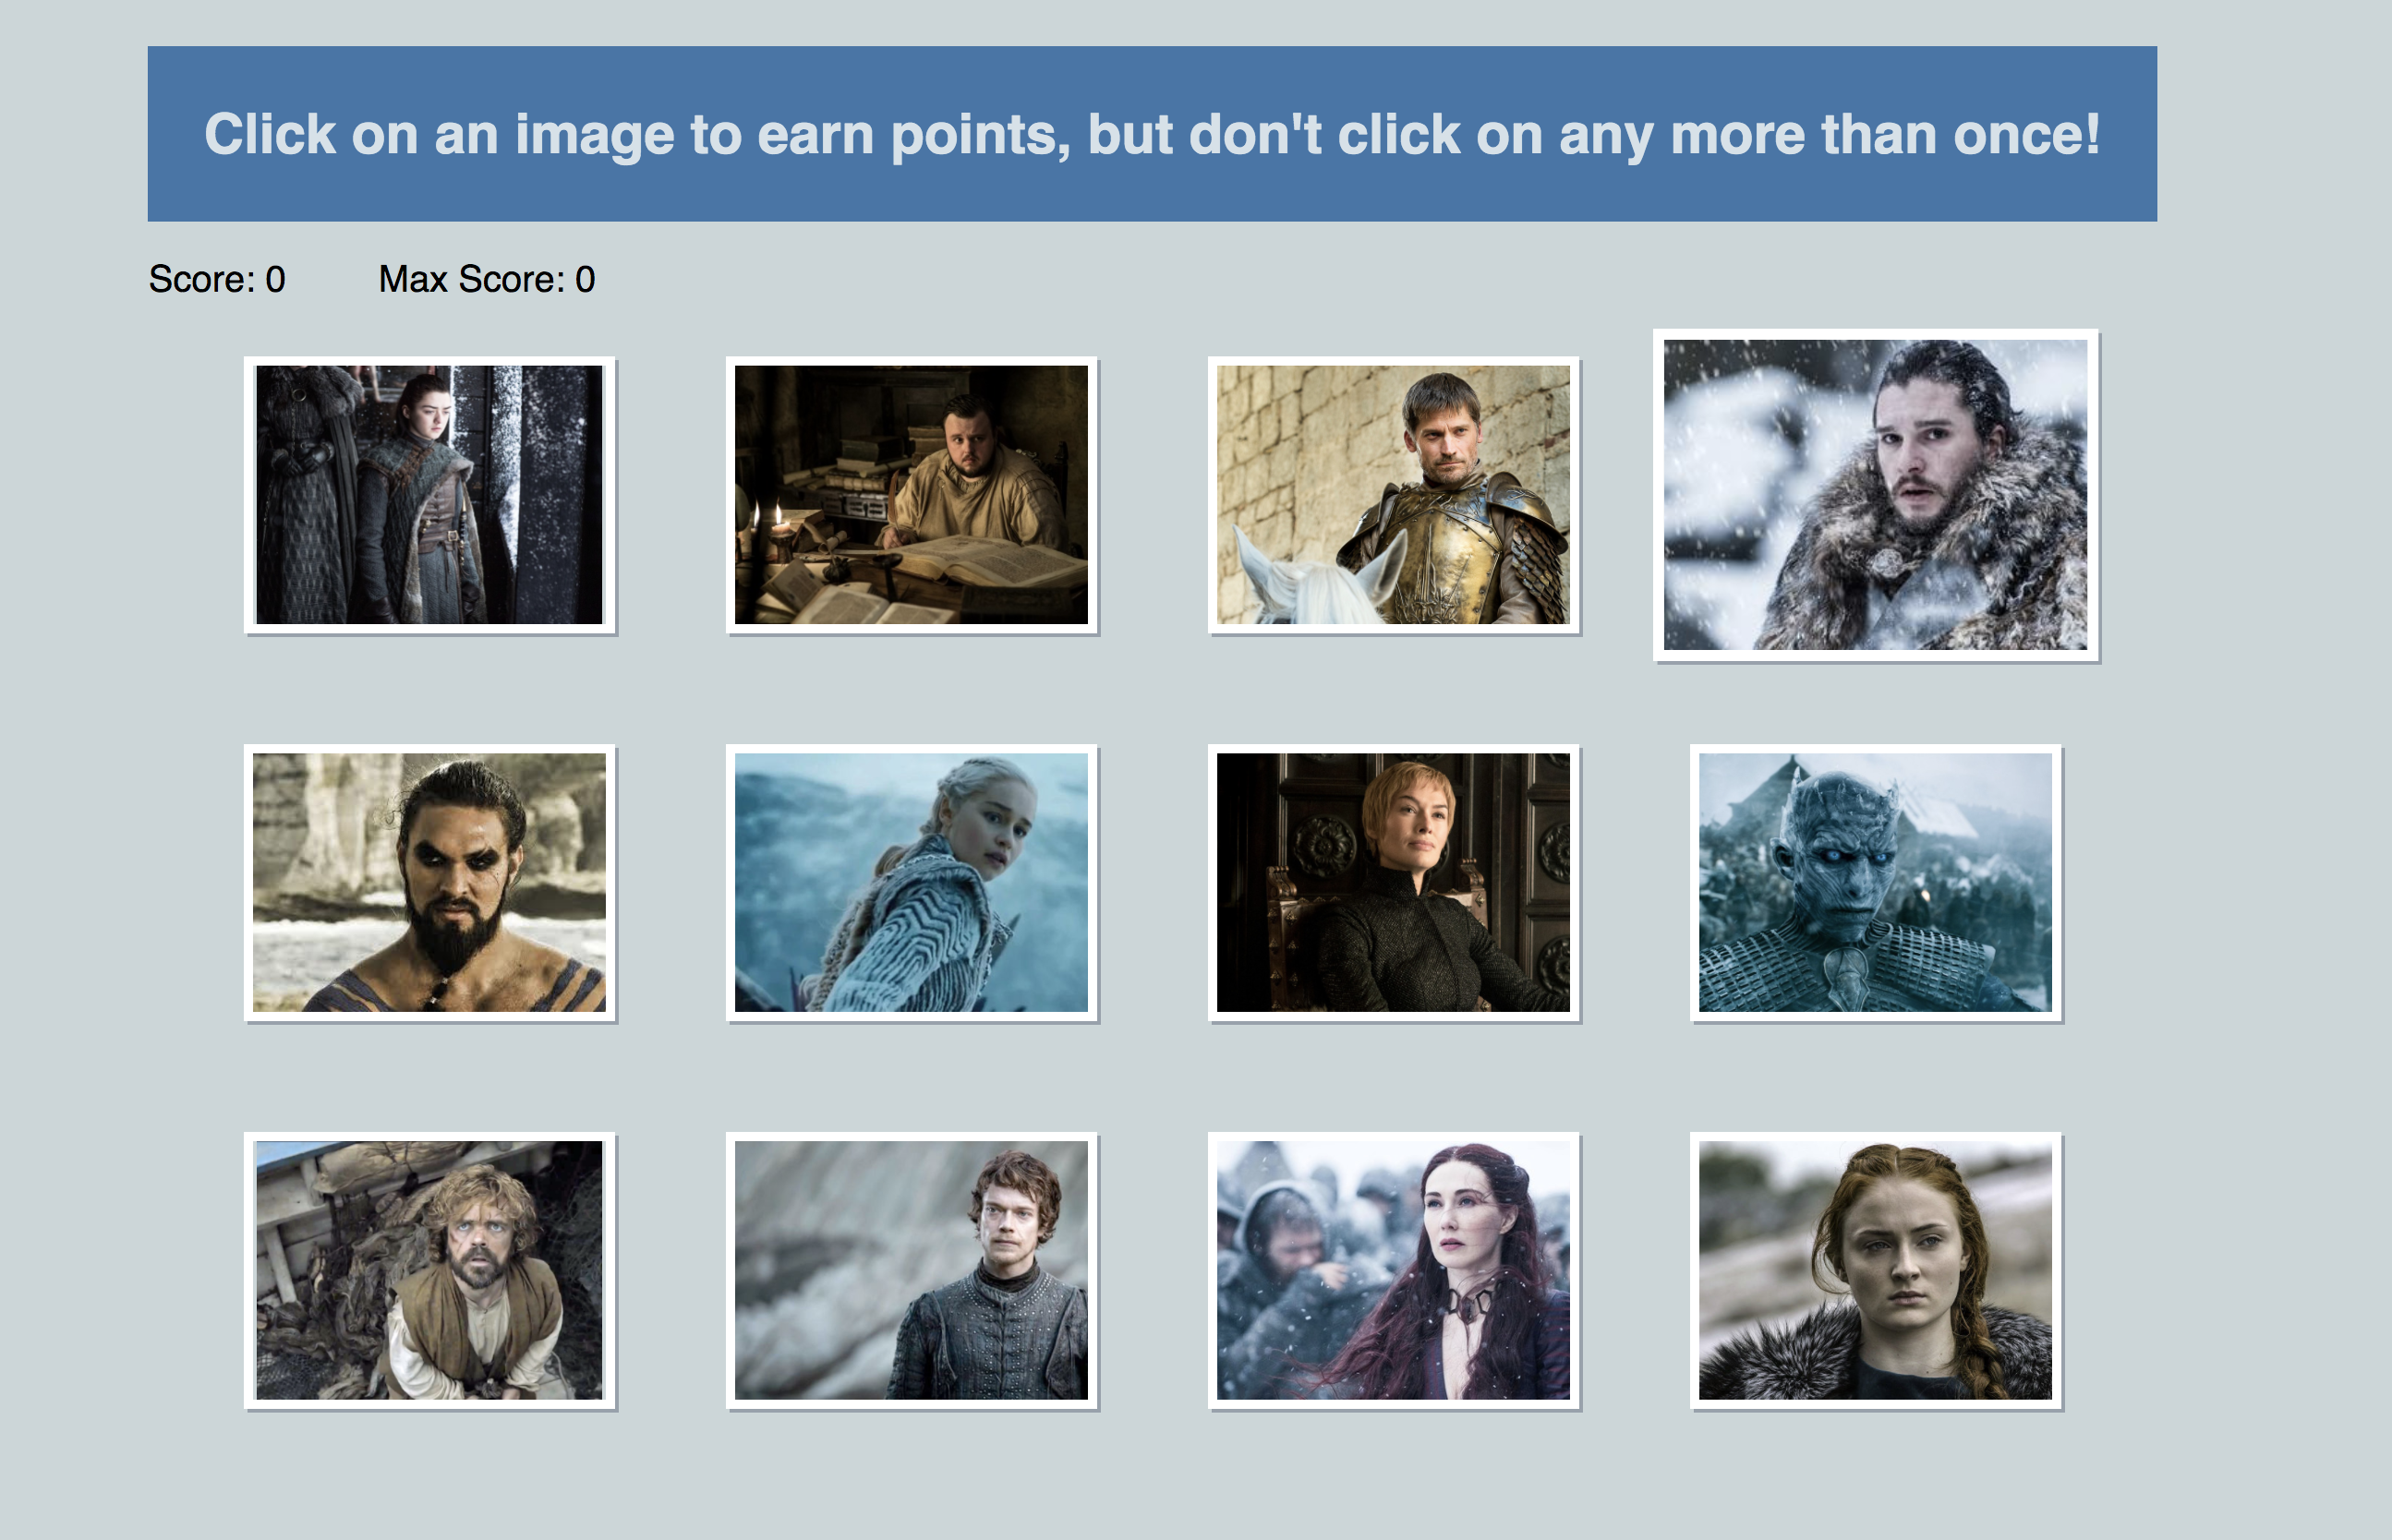 Click on an image to earn points, but don't click on any more than once!
Score: 0 Max Score: 0